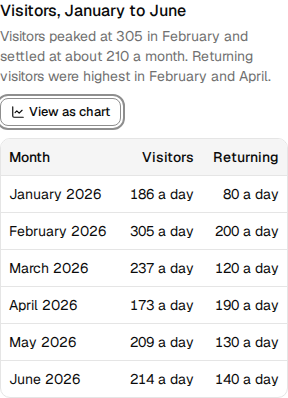 Visitors, January to June
Visitors peaked at 305 in February and
settled at about 210 a month. Returning
visitors were highest in February and April.
View as chart
Month Visitors Returning
January 2026 186 a day 80 a day
February 2026 305 a day 200 a day
March 2026 237 a day 120 a day
April 2026 173 a day 190 a day
May 2026 209 a day 130 a day
June 2026 214 a day 140 a day